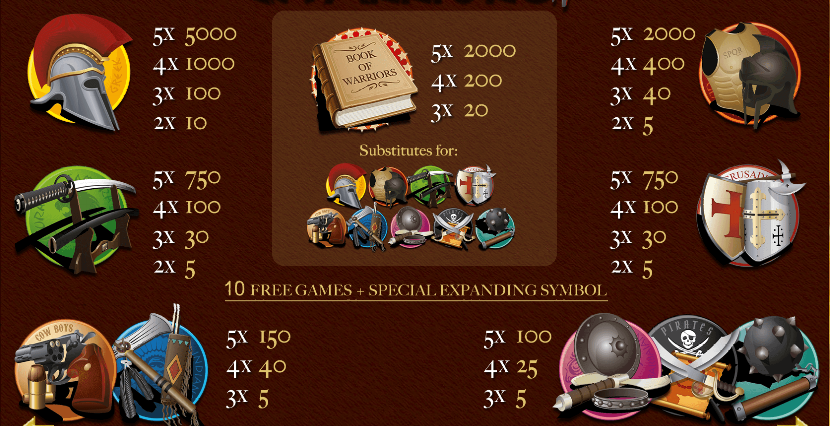 5X 5000
4X 1000
3X 100
2X 10
BOOK
OF
WARRIORS
5X 2000
4X 200
3X 20
5X 2000
4X 400
3X 40
2X 5
SPQR
Substitutes for:
5X 750
4X 100
3X 30
2X 5
5X 750
4X 100
3X 30
2X 5
10 FREE GAMES + SPECIAL EXPANDING SYMBOL
COW BOYS
5X 150
4X 40
3X 5
5X 100
4X 25
3X 5
PIRATES